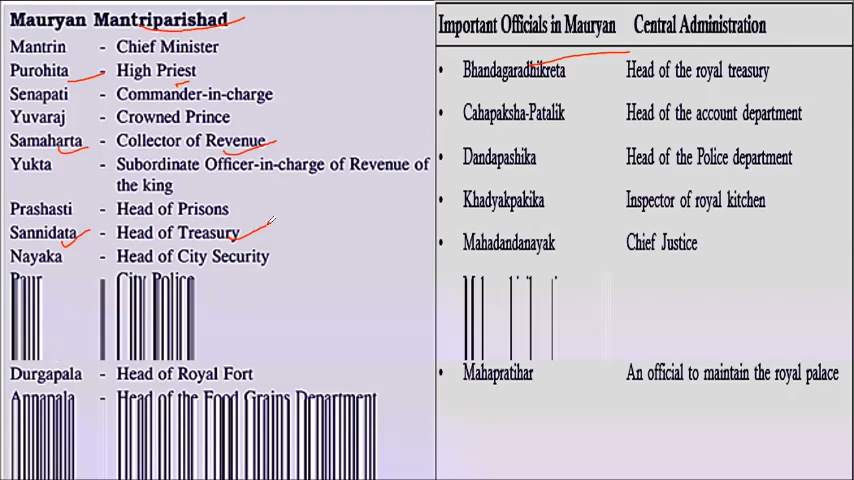 Mauryan Mantriparishad
Mantrin - Chief Minister
Purohita - High Priest
Senapati - Commander-in-charge
Yuvaraj - Crowned Prince
Samaharta - Collector of Revenue
Yukta - Subordinate Officer-in-charge of Revenue of
the king
Prashasti - Head of Prisons
Sannidata - Head of Treasury
Nayaka - Head of City Security
Paur City Police
Durgapala - Head of Royal Fort
Annapala - Head of the Food Grains Department
Important Officials in Mauryan Central Administration
• Bhandagaradhikreta Head of the royal treasury
• Cahapaksha-Patalik Head of the account department
• Dandapashika Head of the Police department
• Khadyakpakika Inspector of royal kitchen
• Mahadandanayak Chief Justice
• Mahapratihar An official to maintain the royal palace